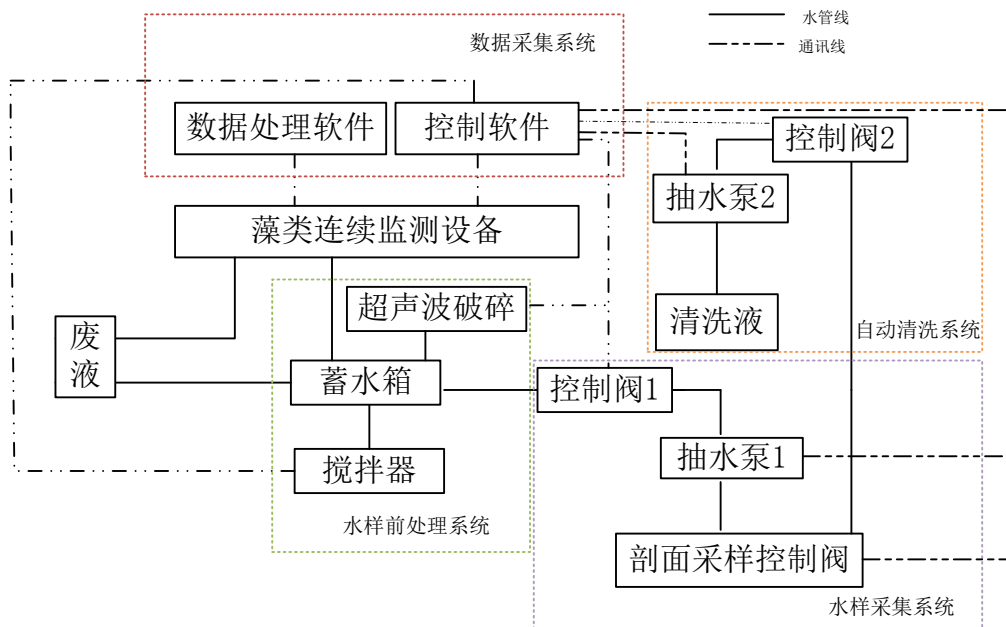 水管线
数据采集系统
通讯线
数据处理软件
控制软件
控制阀2
抽水泵2
藻类连续监测设备
超声波破碎
清洗液
自动清洗系统
废
液
蓄水箱
控制阀1
抽水泵1
搅拌器
水样前处理系统
剖面采样控制阀
水样采集系统